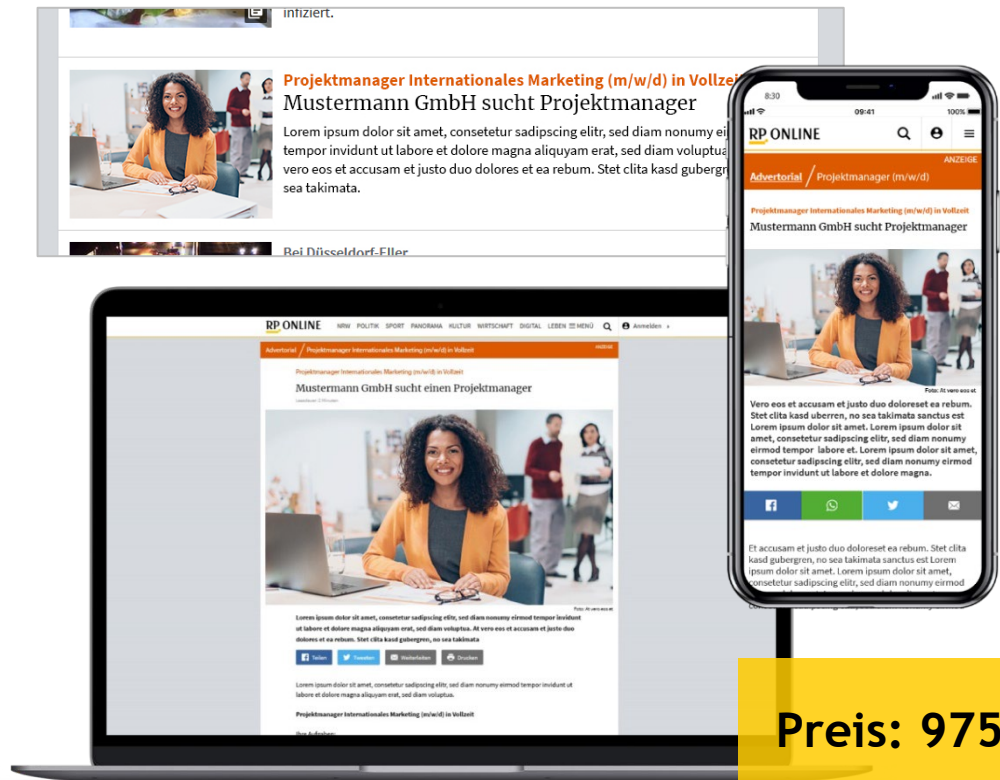 infiziert.
Projektmanager Internationales Marketing (m/w/d) in Vollzei
Mustermann GmbH sucht Projektmanager
Lorem ipsum dolor sit amet, consetetur sadipscing elitr, sed diam nonumy ei
tempor invidunt ut labore et dolore magna aliquyam erat, sed diam voluptua
vero eos et accusam et justo duo dolores et ea rebum. Stet clita kasd gubergr
sea takimata.
Bei Düsseldorf-Eller
8:30
09:41
100%
RP ONLINE
ANZEIGE
Advertorial / Projektmanager (m/w/d)
Projektmanager Internationales Marketing (m/w/d) in Vollzeit
Mustermann GmbH sucht Projektmanager
Foto: At vero eos et
Vero eos et accusam et justo duo doloreset ea rebum.
Stet clita kasd uberren, no sea takimata sanctus est
Lorem ipsum dolor sit amet. Lorem ipsum dolor sit
amet, consetetur sadipscing elitr, sed diam nonumy
eirmod tempor labore et. Lorem ipsum dolor sit amet,
consetetur sadipscing elitr, sed diam nonumy eirmod
tempor invidunt ut labore et dolore magna.
Et accusam et justo duo doloreset ea rebum. Stet clita
kasd gubergren, no sea takimata sanctus est Lorem
ipsum dolor sit amet. Lorem ipsum dolor sit amet,
consetetur sadipscing elitr, sed diam nonumy eirmod
RP ONLINE NRW POLITIK SPORT PANORAMA KULTUR WIRTSCHAFT DIGITAL LEBEN MENÜ Anmelden
Advertorial / Projektmanager Internationales Marketing (m/w/d) in Vollzeit
ANZEIGE
Projektmanager Internationales Marketing (m/w/d) in Vollzeit
Mustermann GmbH sucht einen Projektmanager
Foto: At vero eos et
Lorem ipsum dolor sit amet, consetetur sadipscing elitr, sed diam nonumy eirmod tempor invidunt
ut labore et dolore magna aliquyam erat, sed diam voluptua. At vero eos et accusam et justo duo
dolores et ea rebum. Stet clita kasd gubergren, no sea takimata
Teilen Tweeten Weiterleiten Drucken
Lorem ipsum dolor sit amet, consetetur sadipscing elitr, sed diam nonumy eirmod tempor invidunt ut
labore et dolore magna aliquyam erat, sed diam voluptua.
Projektmanager Internationales Marketing (m/w/d) in Vollzeit
Ihre Aufgaben:
Preis: 975